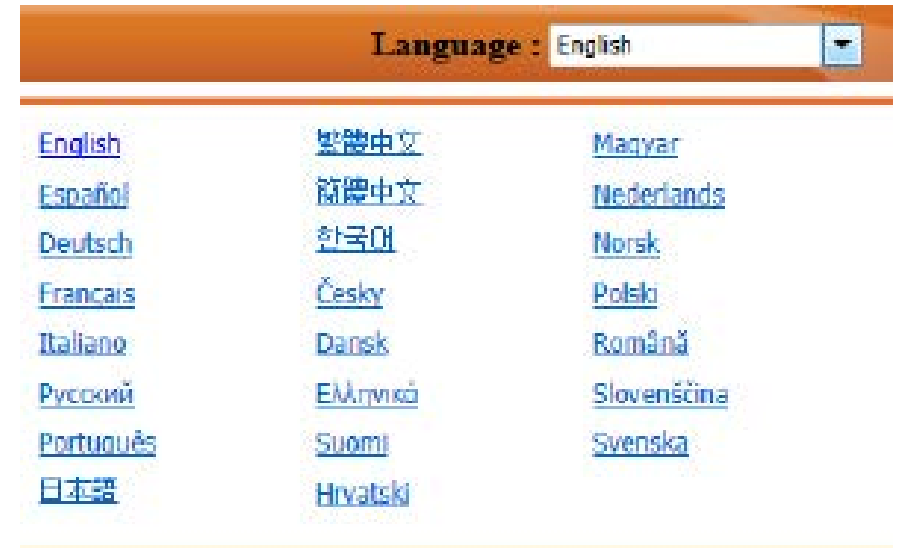 Language : English
English
Español
Deutsch
Français
Italiano
Русский
Português
日本語
繁體中文
簡體中文
한국어
Česky
Dansk
Ελληνικά
Suomi
Hrvatski
Magyar
Nederlands
Norsk
Polski
Română
Slovenščina
Svenska